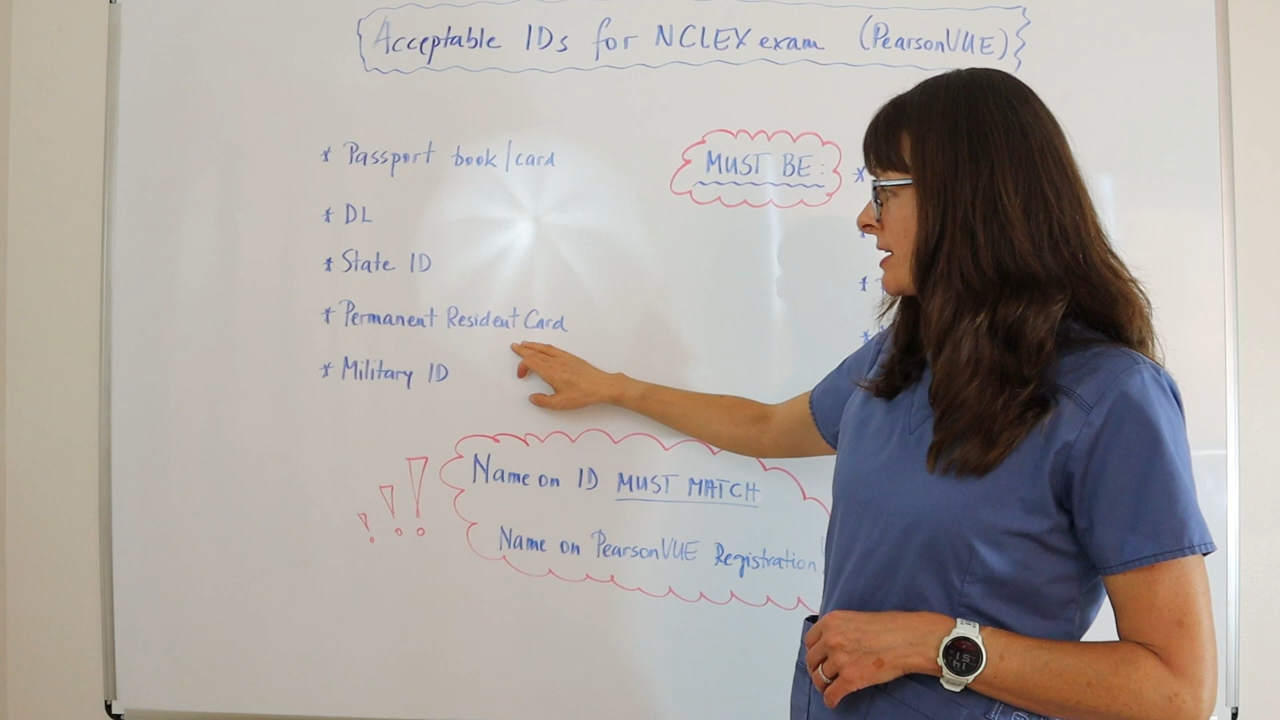 Acceptable IDs for NCLEX exam (PearsonVUE)
* Passport book/card
* DL
* State ID
* Permanent Resident Card
* Military ID
MUST BE:
*
*
*
!!!
Name on ID MUST MATCH
Name on PearsonVUE Registration